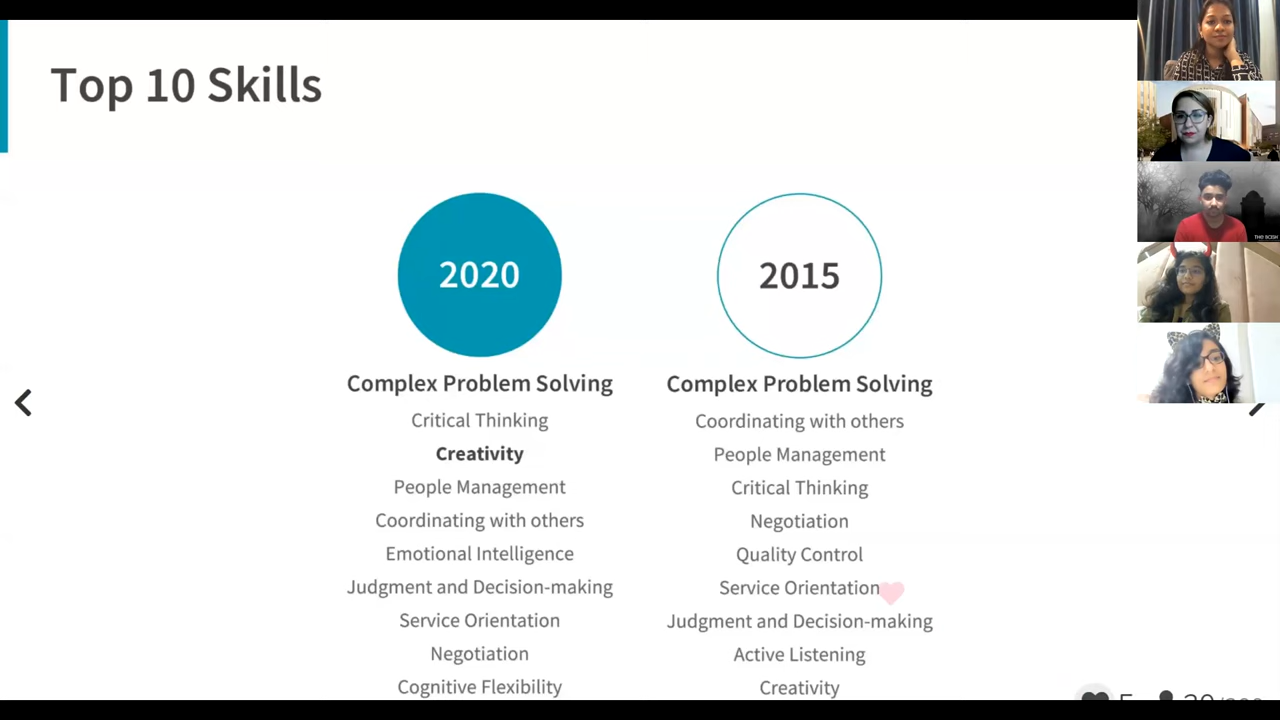 Top 10 Skills
2020
Complex Problem Solving
Critical Thinking
Creativity
People Management
Coordinating with others
Emotional Intelligence
Judgment and Decision-making
Service Orientation
Negotiation
Cognitive Flexibility
2015
Complex Problem Solving
Coordinating with others
People Management
Critical Thinking
Negotiation
Quality Control
Service Orientation
Judgment and Decision-making
Active Listening
Creativity